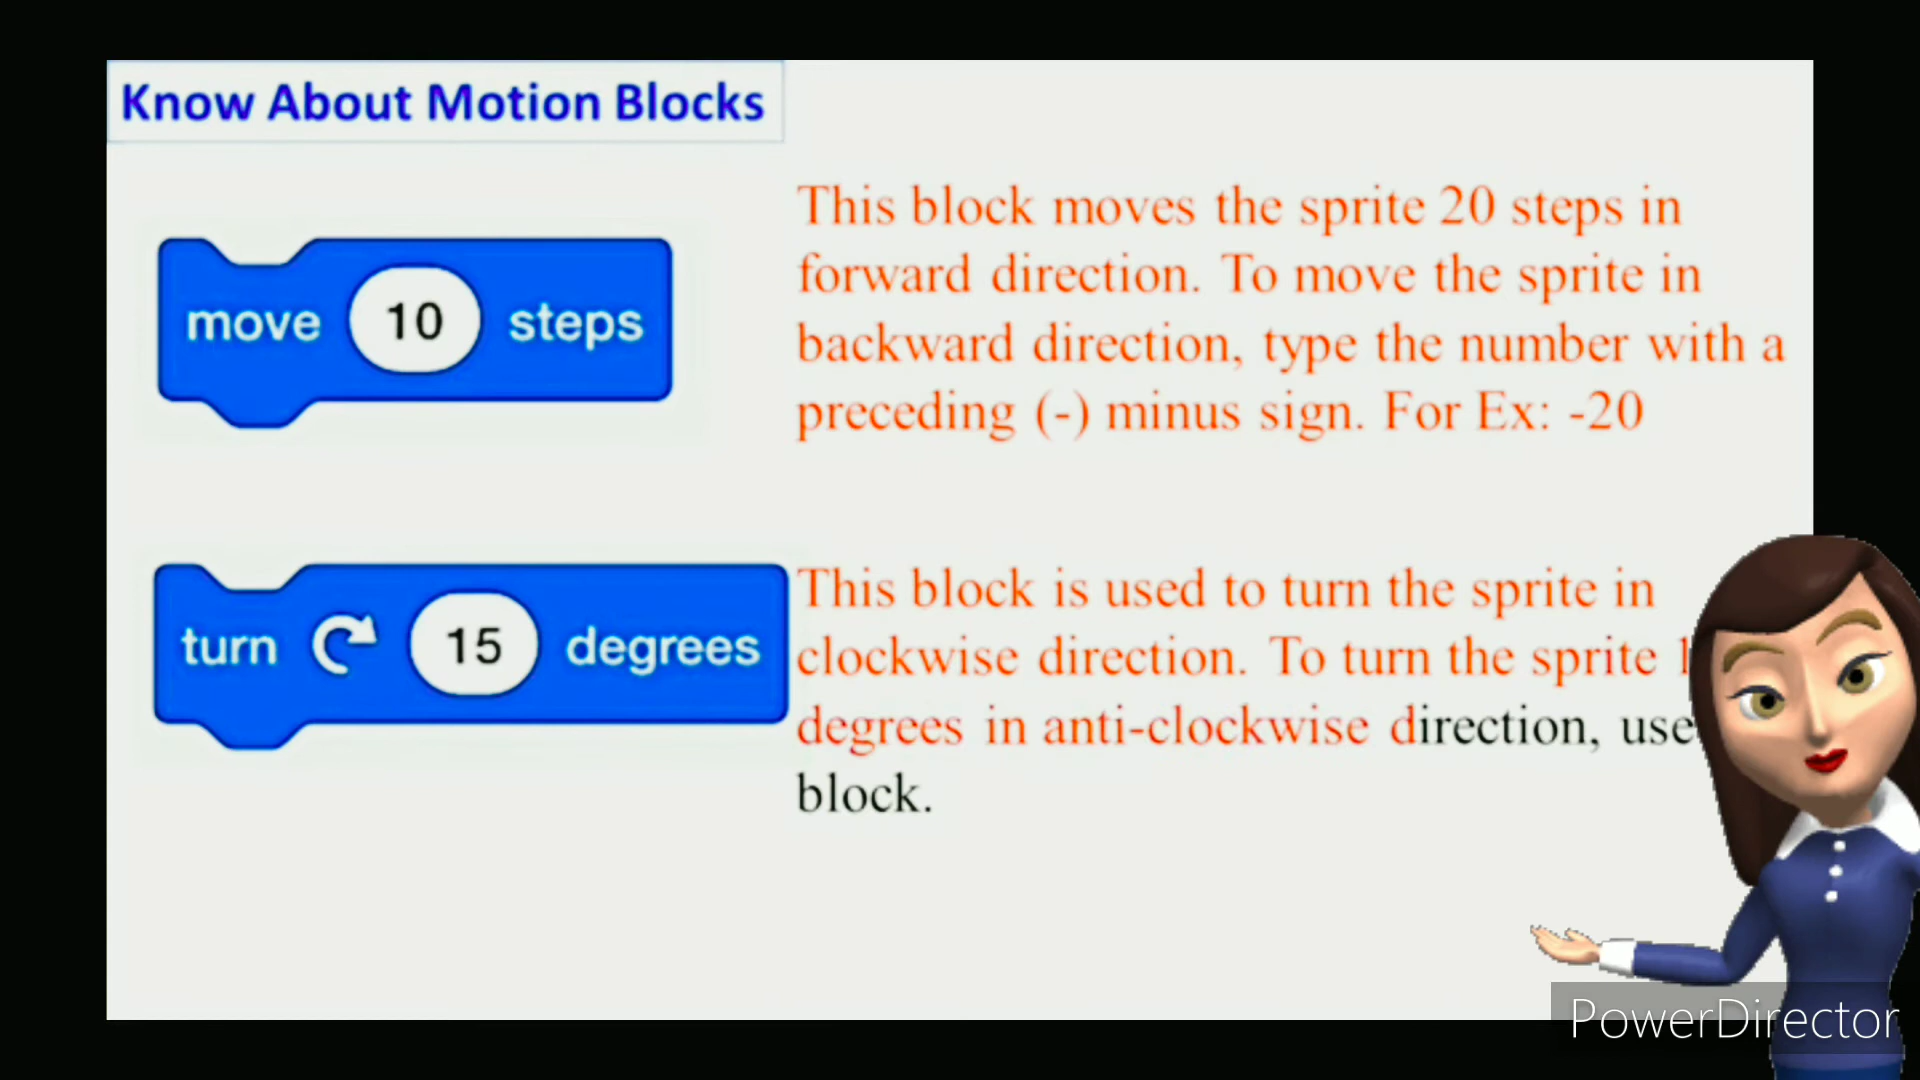 Know About Motion Blocks
move 10 steps
This block moves the sprite 20 steps in
forward direction. To move the sprite in
backward direction, type the number with a
preceding (-) minus sign. For Ex: -20
turn 15 degrees
This block is used to turn the sprite in
clockwise direction. To turn the sprite
degrees in anti-clockwise direction, use
block.
PowerDirector